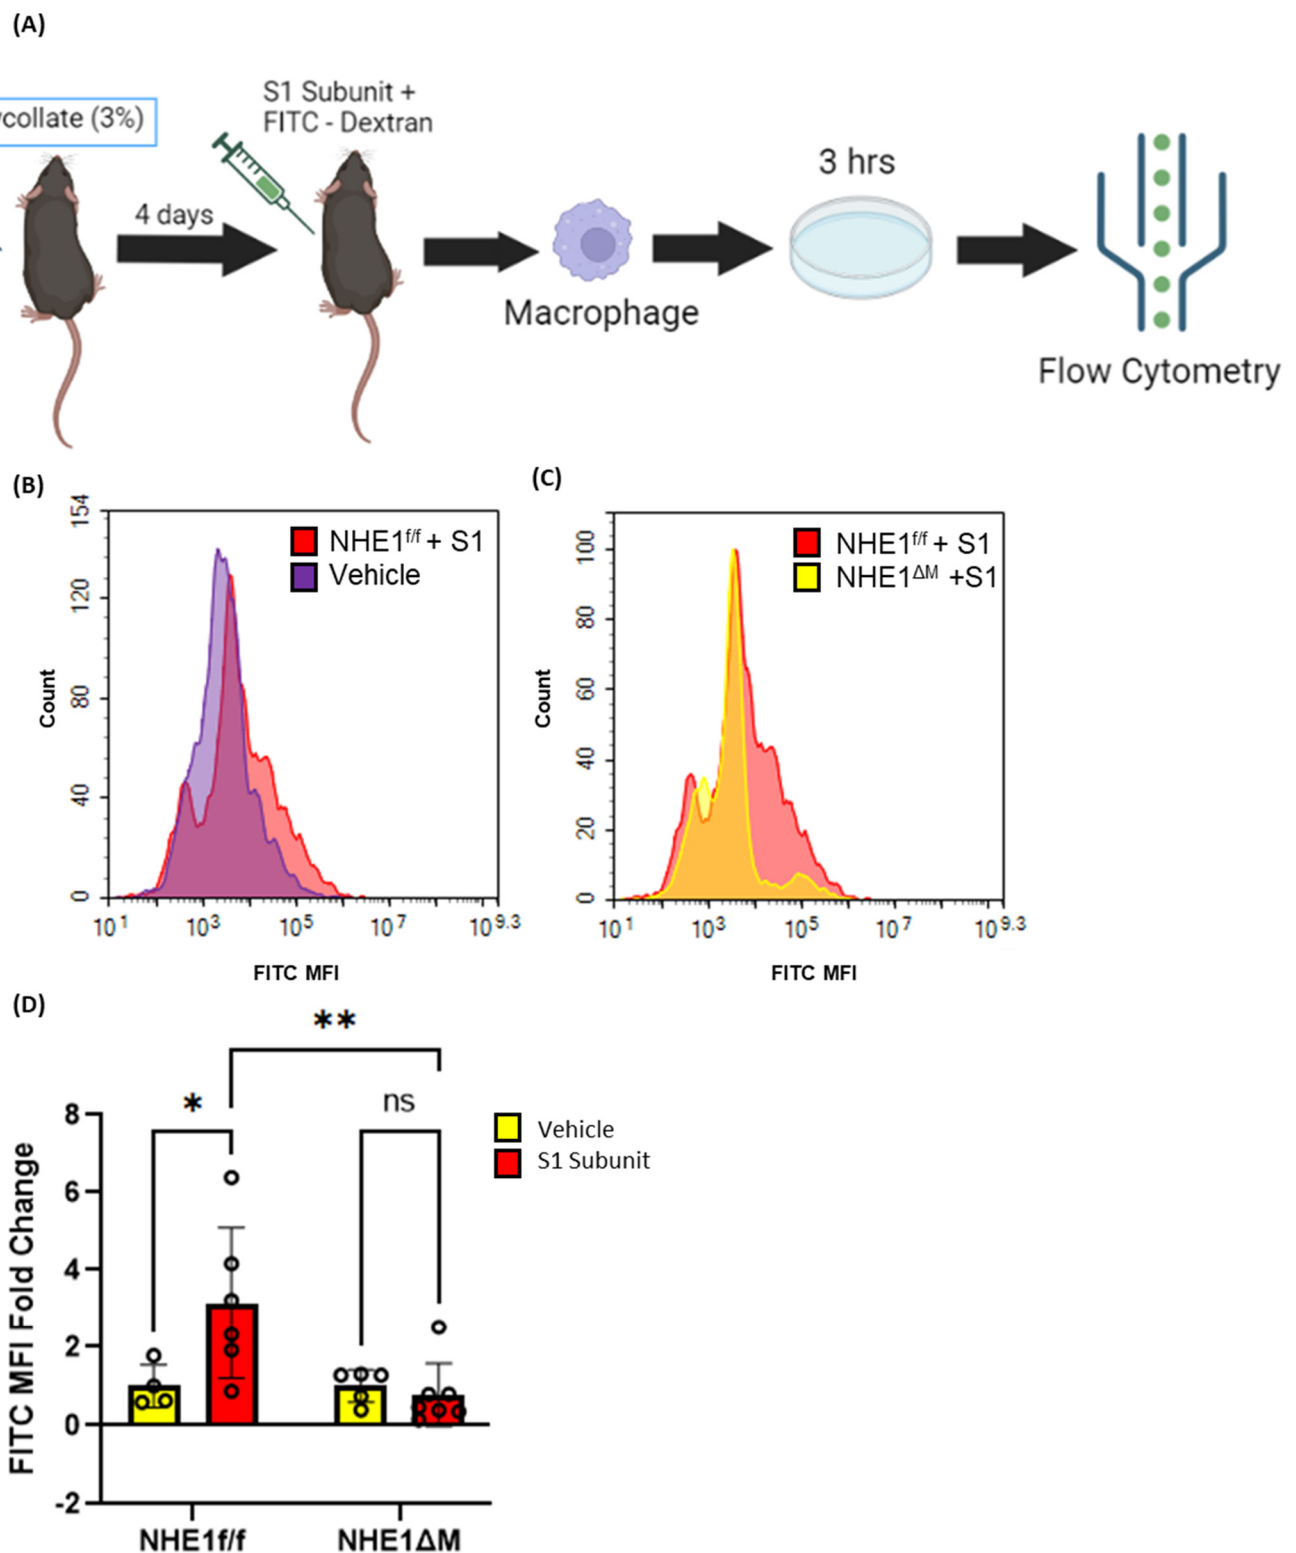 (A)
S1 Subunit +
FITC - Dextran
(3%)
4 days
3 hrs
Macrophage
Flow Cytometry
(B)
154
120
80
40
0
Count
NHE1f/f + S1
Vehicle
10^1 10^3 10^5 10^7 10^9.3
FITC MFI
(C)
100
80
60
40
20
0
Count
NHE1f/f + S1
NHE1ΔM +S1
10^1 10^3 10^5 10^7 10^9.3
FITC MFI
(D)
**
*
ns
Vehicle
S1 Subunit
8
6
4
2
0
-2
FITC MFI Fold Change
NHE1f/f NHE1ΔM